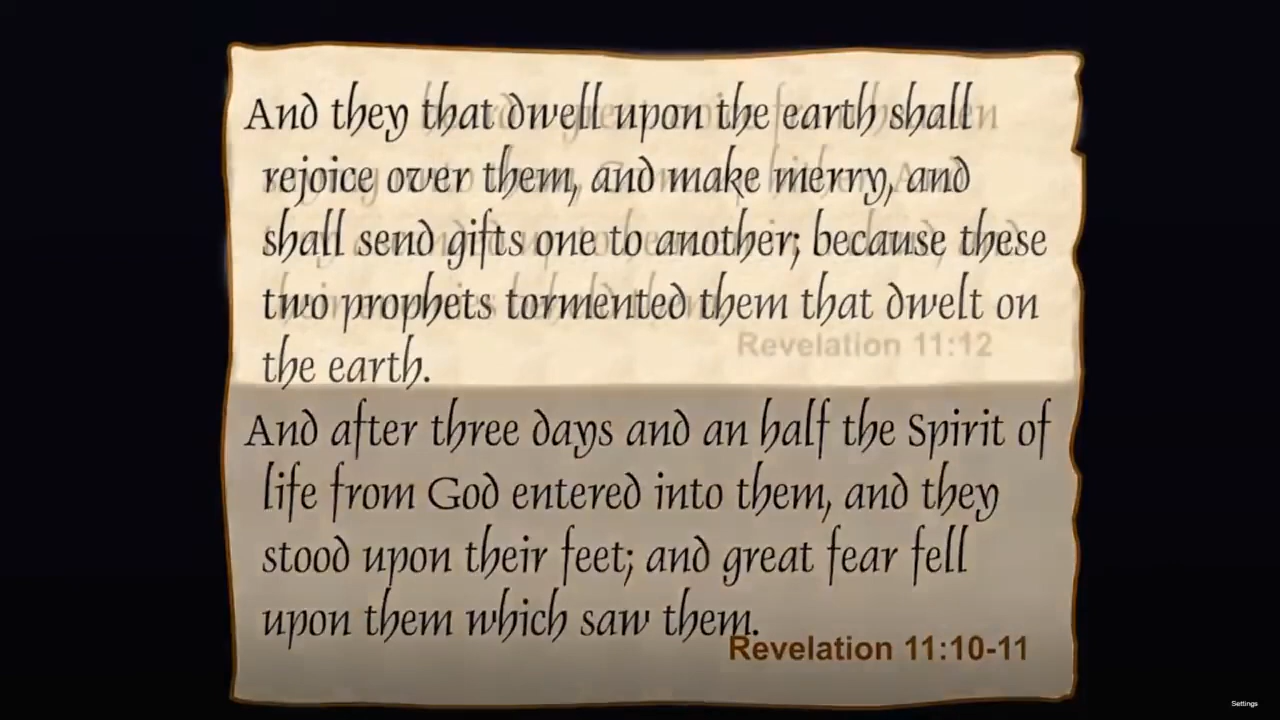 And they that dwell upon the earth shall
rejoice over them, and make merry, and
shall send gifts one to another; because these
two prophets tormented them that dwelt on
the earth.
Revelation 11:12
And after three days and an half the Spirit of
life from God entered into them, and they
stood upon their feet; and great fear fell
upon them which saw them.
Revelation 11:10-11
Settings